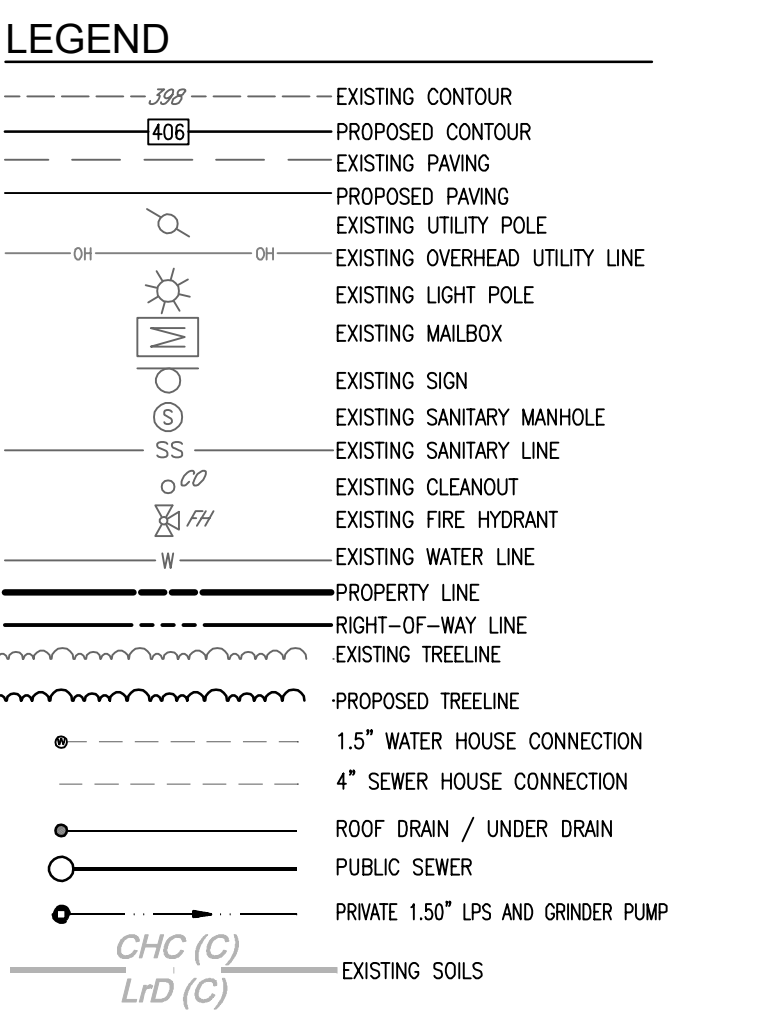 LEGEND
398 EXISTING CONTOUR
406 PROPOSED CONTOUR
EXISTING PAVING
PROPOSED PAVING
EXISTING UTILITY POLE
OH OH EXISTING OVERHEAD UTILITY LINE
EXISTING LIGHT POLE
EXISTING MAILBOX
EXISTING SIGN
S EXISTING SANITARY MANHOLE
SS EXISTING SANITARY LINE
CO EXISTING CLEANOUT
FH EXISTING FIRE HYDRANT
W EXISTING WATER LINE
PROPERTY LINE
RIGHT-OF-WAY LINE
EXISTING TREELINE
PROPOSED TREELINE
W 1.5" WATER HOUSE CONNECTION
4" SEWER HOUSE CONNECTION
ROOF DRAIN / UNDER DRAIN
PUBLIC SEWER
PRIVATE 1.50" LPS AND GRINDER PUMP
CHC (C)
EXISTING SOILS
LrD (C)